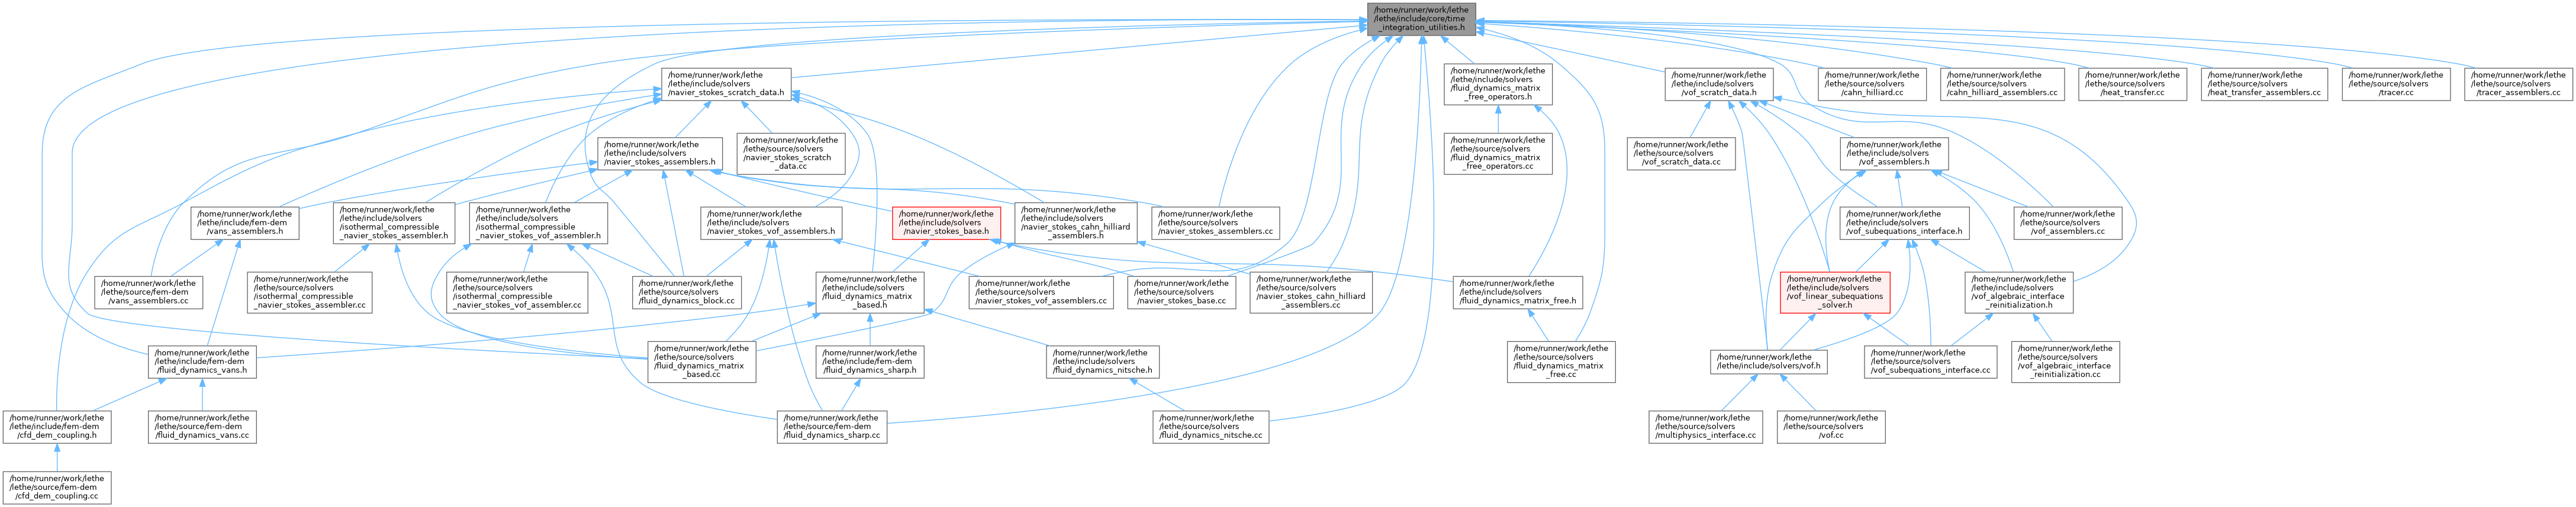 /home/runner/work/lethe
/lethe/include/core/time
_integration_utilities.h
/home/runner/work/lethe
/lethe/include/solvers
/navier_stokes_scratch_data.h
/home/runner/work/lethe
/lethe/include/solvers
/fluid_dynamics_matrix
_free_operators.h
/home/runner/work/lethe
/lethe/include/solvers
/vof_scratch_data.h
/home/runner/work/lethe
/lethe/source/solvers
/cahn_hilliard.cc
/home/runner/work/lethe
/lethe/source/solvers
/cahn_hilliard_assemblers.cc
/home/runner/work/lethe
/lethe/source/solvers
/heat_transfer.cc
/home/runner/work/lethe
/lethe/source/solvers
/heat_transfer_assemblers.cc
/home/runner/work/lethe
/lethe/source/solvers
/tracer.cc
/home/runner/work/lethe
/lethe/source/solvers
/tracer_assemblers.cc
/home/runner/work/lethe
/lethe/include/solvers
/navier_stokes_assemblers.h
/home/runner/work/lethe
/lethe/source/solvers
/navier_stokes_scratch
_data.cc
/home/runner/work/lethe
/lethe/source/solvers
/fluid_dynamics_matrix
_free_operators.cc
/home/runner/work/lethe
/lethe/source/solvers
/vof_scratch_data.cc
/home/runner/work/lethe
/lethe/include/solvers
/vof_assemblers.h
/home/runner/work/lethe
/lethe/include/fem-dem
/vans_assemblers.h
/home/runner/work/lethe
/lethe/include/solvers
/isothermal_compressible
_navier_stokes_assembler.h
/home/runner/work/lethe
/lethe/include/solvers
/isothermal_compressible
_navier_stokes_vof_assembler.h
/home/runner/work/lethe
/lethe/include/solvers
/navier_stokes_vof_assemblers.h
/home/runner/work/lethe
/lethe/include/solvers
/navier_stokes_base.h
/home/runner/work/lethe
/lethe/include/solvers
/navier_stokes_cahn_hilliard
_assemblers.h
/home/runner/work/lethe
/lethe/source/solvers
/navier_stokes_assemblers.cc
/home/runner/work/lethe
/lethe/include/solvers
/vof_subequations_interface.h
/home/runner/work/lethe
/lethe/source/solvers
/vof_assemblers.cc
/home/runner/work/lethe
/lethe/source/fem-dem
/vans_assemblers.cc
/home/runner/work/lethe
/lethe/source/solvers
/isothermal_compressible
_navier_stokes_assembler.cc
/home/runner/work/lethe
/lethe/source/solvers
/isothermal_compressible
_navier_stokes_vof_assembler.cc
/home/runner/work/lethe
/lethe/source/solvers
/fluid_dynamics_block.cc
/home/runner/work/lethe
/lethe/include/solvers
/fluid_dynamics_matrix
_based.h
/home/runner/work/lethe
/lethe/source/solvers
/navier_stokes_vof_assemblers.cc
/home/runner/work/lethe
/lethe/source/solvers
/navier_stokes_base.cc
/home/runner/work/lethe
/lethe/source/solvers
/navier_stokes_cahn_hilliard
_assemblers.cc
/home/runner/work/lethe
/lethe/include/solvers
/fluid_dynamics_matrix_free.h
/home/runner/work/lethe
/lethe/include/solvers
/vof_linear_subequations
_solver.h
/home/runner/work/lethe
/lethe/include/solvers
/vof_algebraic_interface
_reinitialization.h
/home/runner/work/lethe
/lethe/include/fem-dem
/fluid_dynamics_vans.h
/home/runner/work/lethe
/lethe/source/solvers
/fluid_dynamics_matrix
_based.cc
/home/runner/work/lethe
/lethe/include/fem-dem
/fluid_dynamics_sharp.h
/home/runner/work/lethe
/lethe/include/solvers
/fluid_dynamics_nitsche.h
/home/runner/work/lethe
/lethe/source/solvers
/fluid_dynamics_matrix
_free.cc
/home/runner/work/lethe
/lethe/include/solvers/vof.h
/home/runner/work/lethe
/lethe/source/solvers
/vof_subequations_interface.cc
/home/runner/work/lethe
/lethe/source/solvers
/vof_algebraic_interface
_reinitialization.cc
/home/runner/work/lethe
/lethe/include/fem-dem
/cfd_dem_coupling.h
/home/runner/work/lethe
/lethe/source/fem-dem
/fluid_dynamics_vans.cc
/home/runner/work/lethe
/lethe/source/fem-dem
/fluid_dynamics_sharp.cc
/home/runner/work/lethe
/lethe/source/solvers
/fluid_dynamics_nitsche.cc
/home/runner/work/lethe
/lethe/source/solvers
/multiphysics_interface.cc
/home/runner/work/lethe
/lethe/source/solvers
/vof.cc
/home/runner/work/lethe
/lethe/source/fem-dem
/cfd_dem_coupling.cc